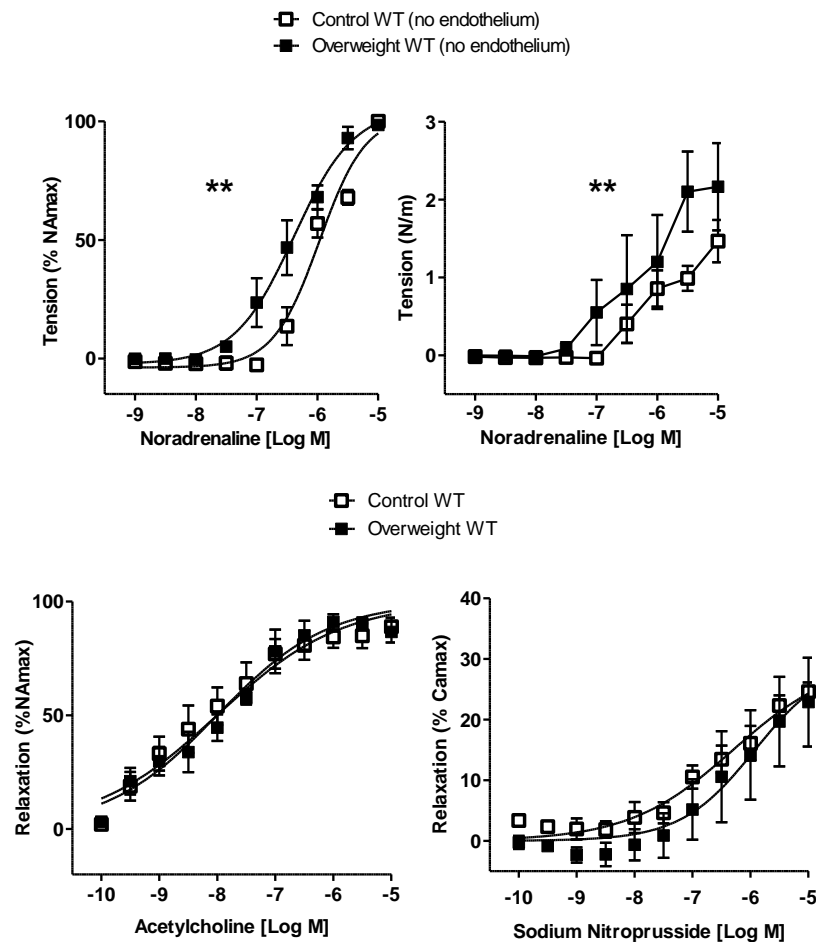 Control WT (no endothelium)
Overweight WT (no endothelium)
100
50
0
Tension (% NAmax)
**
-9 -8 -7 -6 -5
Noradrenaline [Log M]
3
2
1
0
Tension (N/m)
**
-9 -8 -7 -6 -5
Noradrenaline [Log M]
Control WT
Overweight WT
100
50
0
Relaxation (%NAmax)
-10 -9 -8 -7 -6 -5
Acetylcholine [Log M]
40
30
20
10
0
Relaxation (% Camax)
-10 -9 -8 -7 -6 -5
Sodium Nitroprusside [Log M]